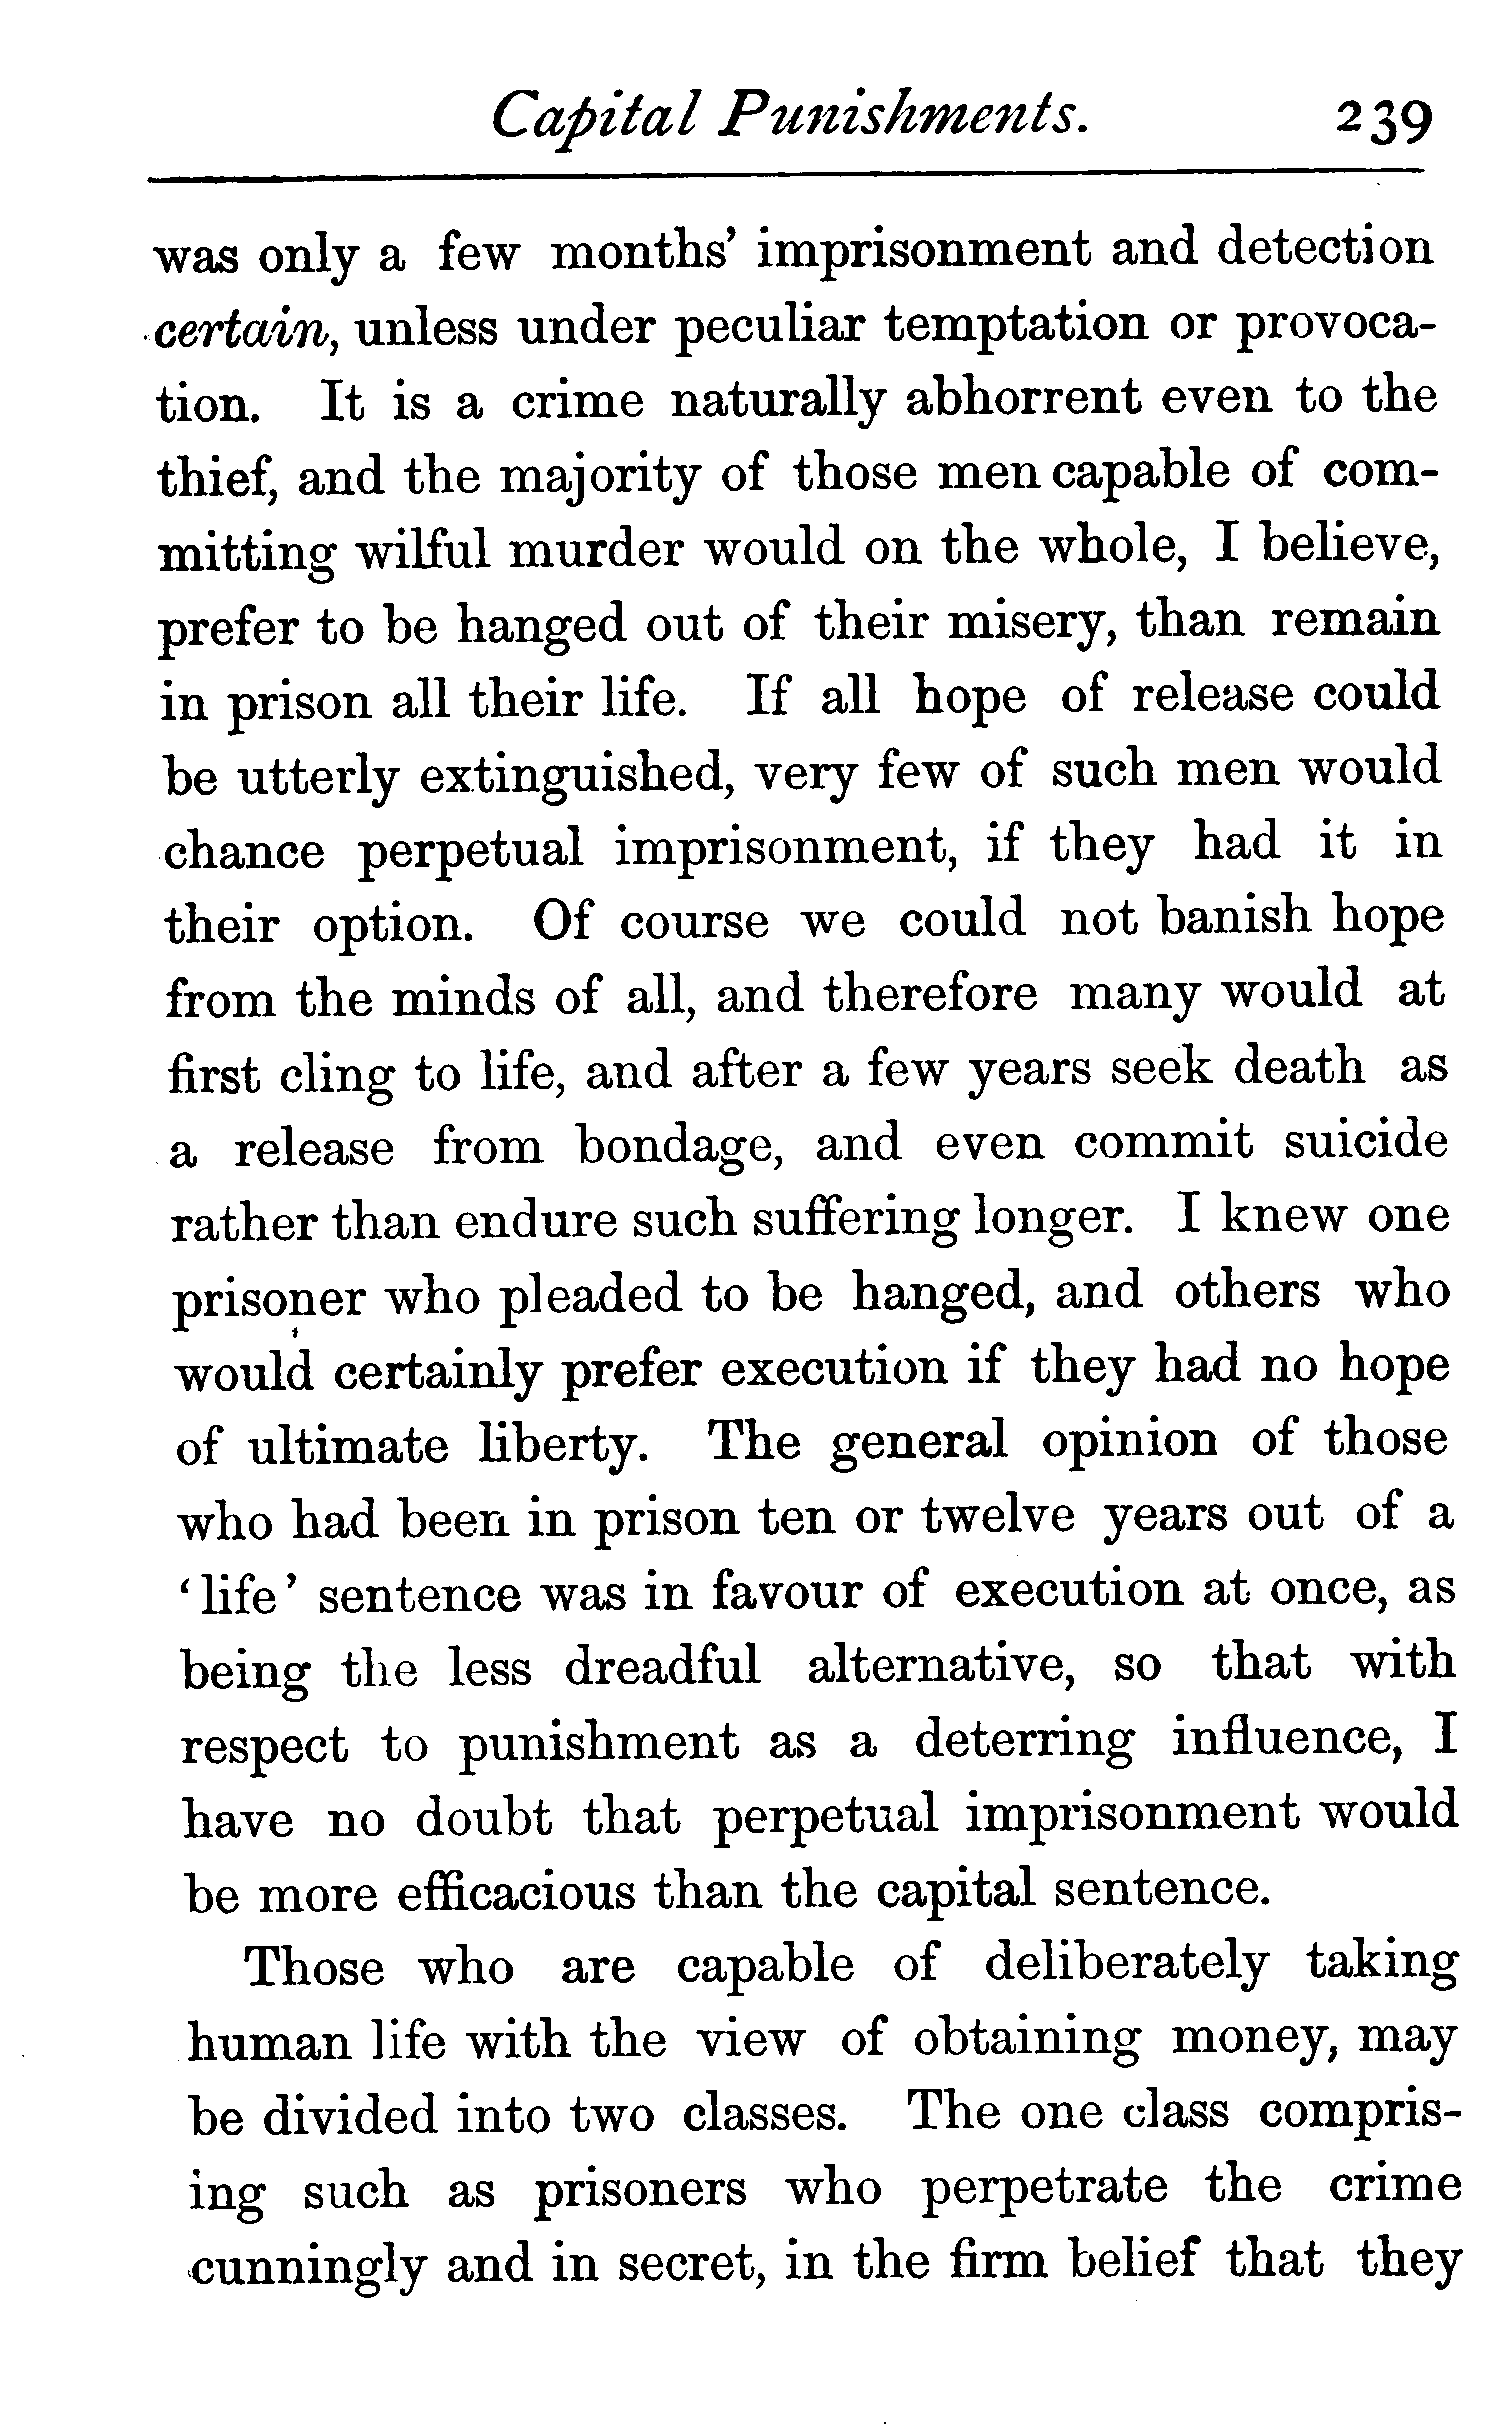 Capital Punishments. 239
was only a few months' imprisonment and detection
certain, unless under peculiar temptation or provoca-
tion. It is a crime naturally abhorrent even to the
thief, and the majority of those men capable of com-
mitting wilful murder would on the whole, I believe,
prefer to be hanged out of their misery, than remain
in prison all their life. If all hope of release could
be utterly extinguished, very few of such men would
chance perpetual imprisonment, if they had it in
their option. Of course we could not banish hope
from the minds of all, and therefore many would at
first cling to life, and after a few years seek death as
a release from bondage, and even commit suicide
rather than endure such suffering longer. I knew one
prisoner who pleaded to be hanged, and others who
would certainly prefer execution if they had no hope
of ultimate liberty. The general opinion of those
who had been in prison ten or twelve years out of a
'life' sentence was in favour of execution at once, as
being the less dreadful alternative, so that with
respect to punishment as a deterring influence, I
have no doubt that perpetual imprisonment would
be more efficacious than the capital sentence.
Those who are capable of deliberately taking
human life with the view of obtaining money, may
be divided into two classes. The one class compris-
ing such as prisoners who perpetrate the crime
cunningly and in secret, in the firm belief that they